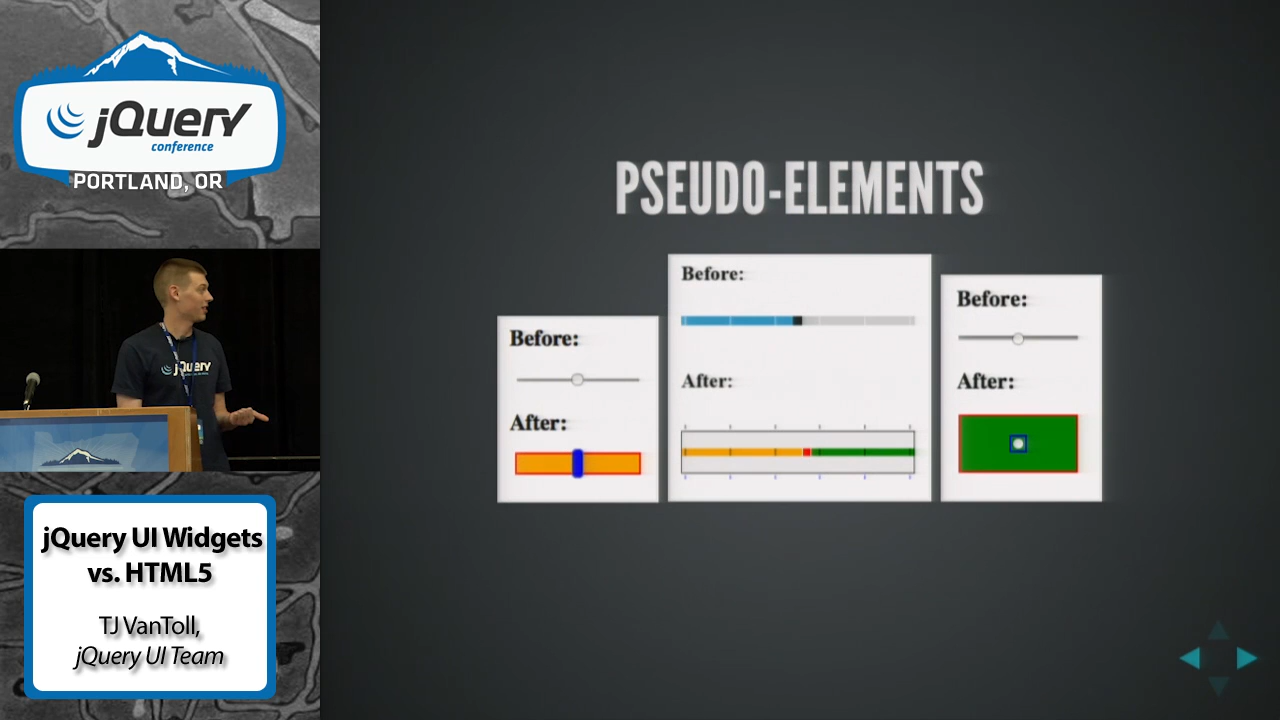 jQuery
conference
PORTLAND, OR
jQuery
jQuery UI Widgets
vs. HTML5
TJ VanToll,
jQuery UI Team
PSEUDO-ELEMENTS
Before:
After:
Before:
After:
Before:
After: